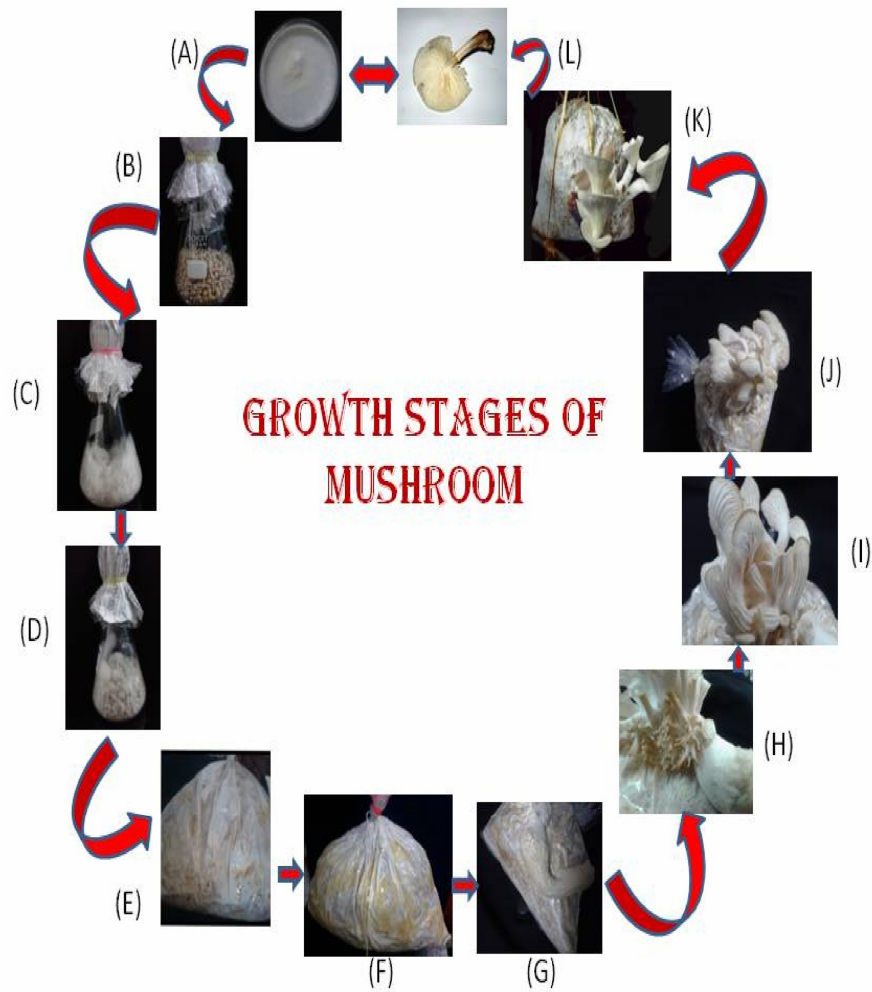 (A)
(L)
(K)
(B)
(J)
(C)
GROWTH STAGES OF
MUSHROOM
(I)
(D)
(H)
(E)
(F)
(G)